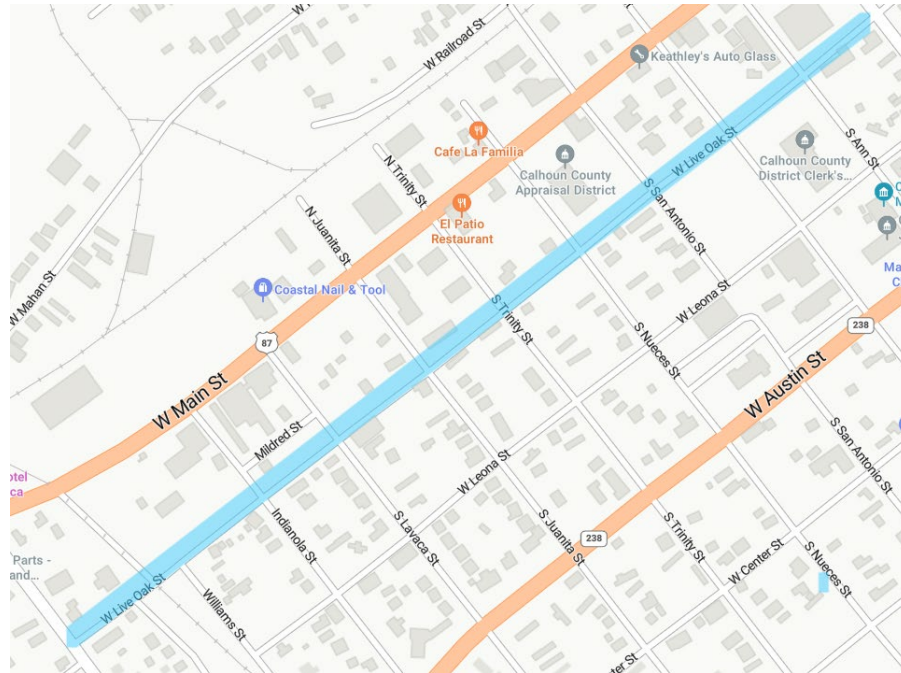 W Railroad St
Keathley's Auto Glass
Cafe La Familia
Calhoun County
Appraisal District
W Live Oak St
Calhoun County
District Clerk's...
S Ann St
N Trinity St
El Patio
Restaurant
S San Antonio St
N Juanita St
Coastal Nail & Tool
W Mahan St
S Trinity St
W Leona St
87
238
S Nueces St
W Main St
W Austin St
Mildred St
W Leona St
S San Antonio St
Indianola St
S Lavaca St
S Juanita St
238
S Trinity St
Parts -
W Live Oak St
Williams St
W Center St
S Nueces St